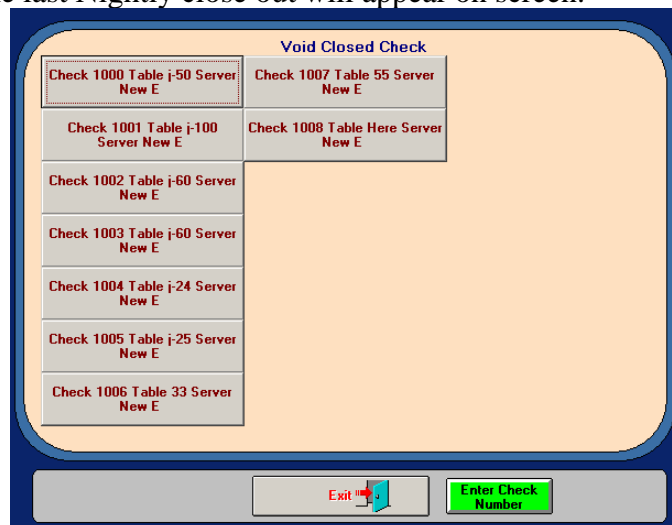 last Nightly close out will appear on screen.
Void Closed Check
Check 1000 Table j-50 Server
New E
Check 1007 Table 55 Server
New E
Check 1001 Table j-100
Server New E
Check 1008 Table Here Server
New E
Check 1002 Table j-60 Server
New E
Check 1003 Table j-60 Server
New E
Check 1004 Table j-24 Server
New E
Check 1005 Table j-25 Server
New E
Check 1006 Table 33 Server
New E
Exit
Enter Check
Number